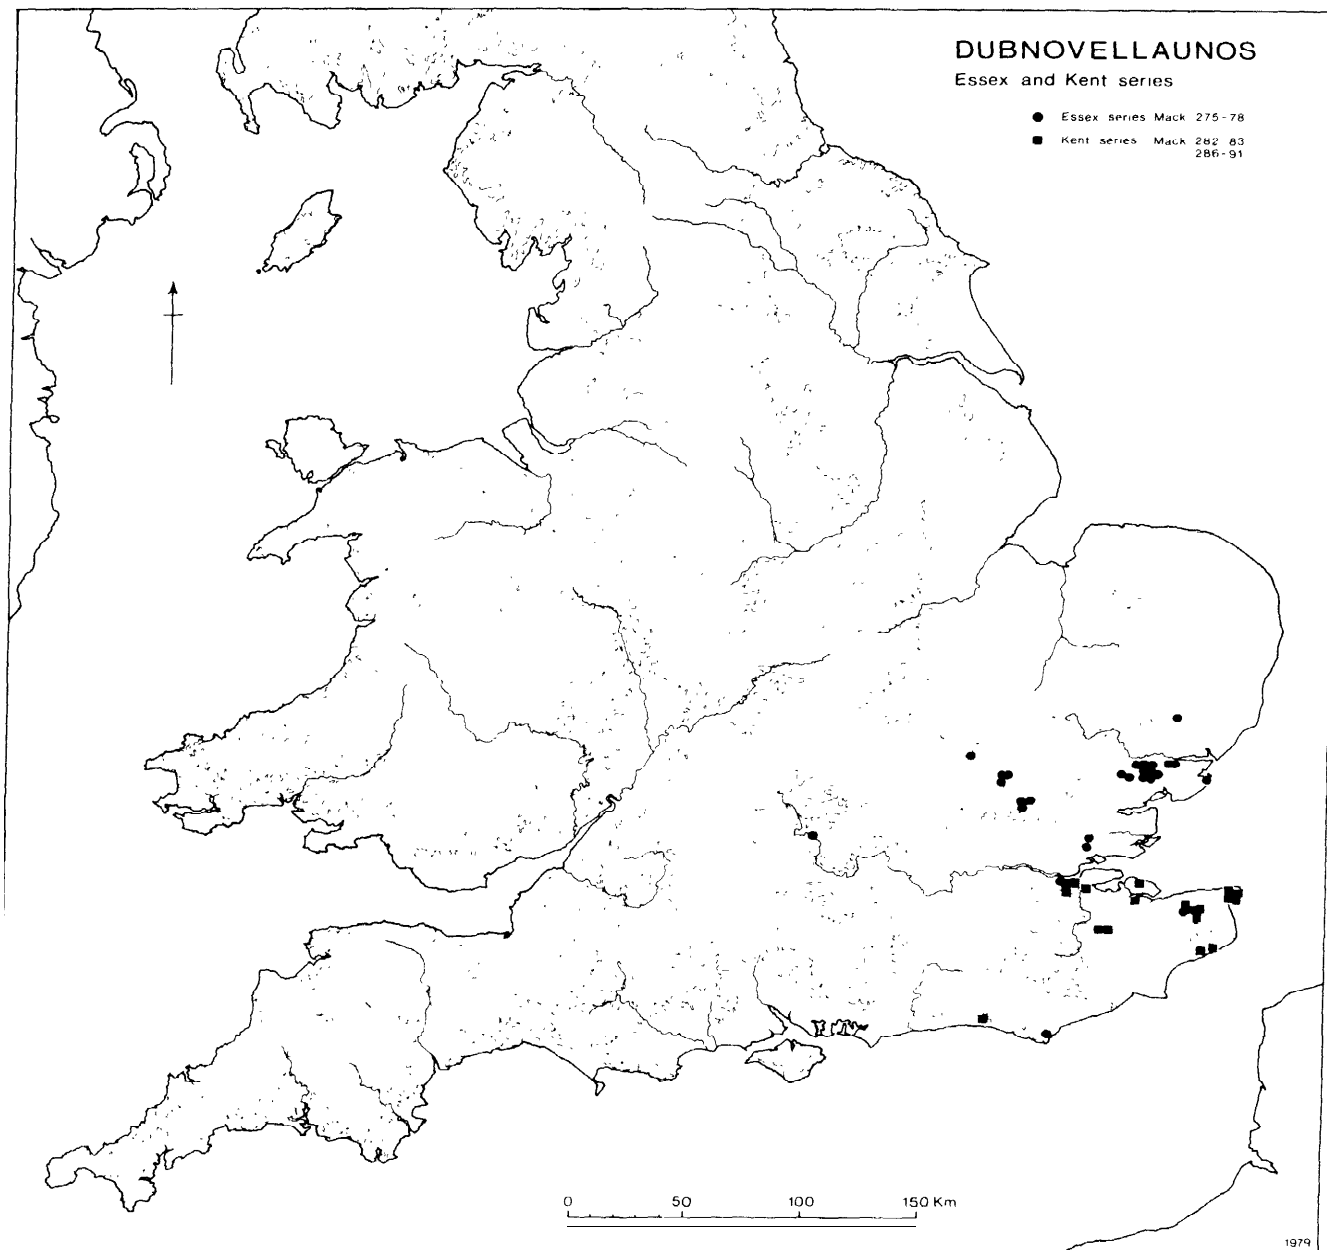 DUBNOVELLAUNOS
Essex and Kent series
Essex series Mack 275-78
Kent series Mack 282 83
286-91
0 50 100 150 Km
1979